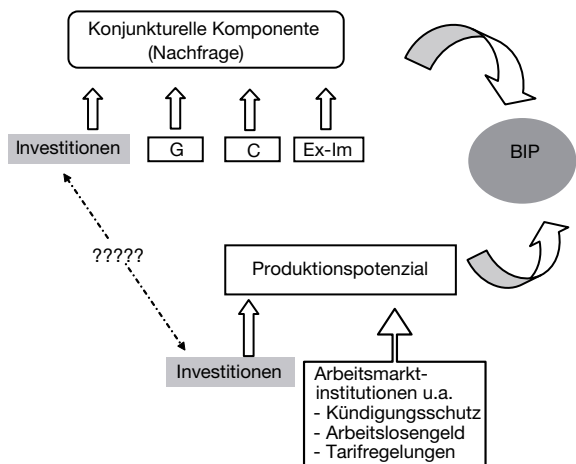 Konjunkturelle Komponente
(Nachfrage)
Investitionen
G
C
Ex-Im
BIP
?????
Produktionspotenzial
Investitionen
Arbeitsmarkt-
institutionen u.a.
- Kündigungsschutz
- Arbeitslosengeld
- Tarifregelungen